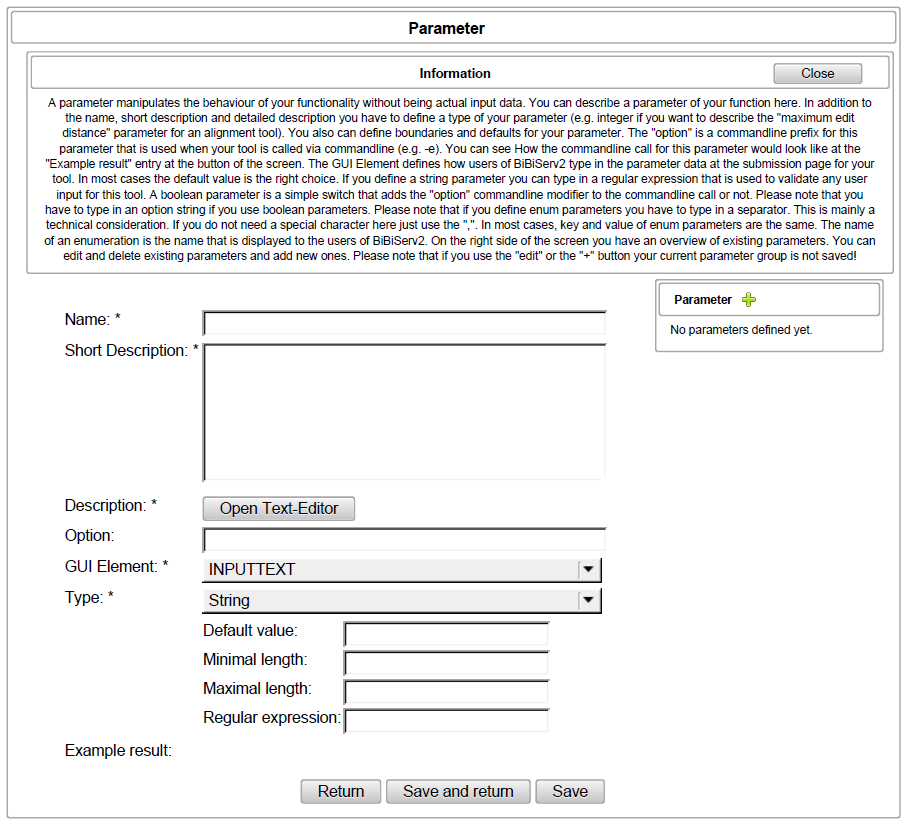 Parameter
Information
Close
A parameter manipulates the behaviour of your functionality without being actual input data. You can describe a parameter of your function here. In addition to
the name, short description and detailed description you have to define a type of your parameter (e.g. integer if you want to describe the "maximum edit
distance" parameter for an alignment tool). You also can define boundaries and defaults for your parameter. The "option" is a commandline prefix for this
parameter that is used when your tool is called via commandline (e.g. -e). You can see How the commandline call for this parameter would look like at the
"Example result" entry at the button of the screen. The GUI Element defines how users of BiBiServ2 type in the parameter data at the submission page for your
tool. In most cases the default value is the right choice. If you define a string parameter you can type in a regular expression that is used to validate any user
input for this tool. A boolean parameter is a simple switch that adds the "option" commandline modifier to the commandline call or not. Please note that you
have to type in an option string if you use boolean parameters. Please note that if you define enum parameters you have to type in a separator. This is mainly a
technical consideration. If you do not need a special character here just use the ",". In most cases, key and value of enum parameters are the same. The name
of an enumeration is the name that is displayed to the users of BiBiServ2. On the right side of the screen you have an overview of existing parameters. You can
edit and delete existing parameters and add new ones. Please note that if you use the "edit" or the "+" button your current parameter group is not saved!
Parameter
No parameters defined yet.
Name: *
Short Description: *
Description: *
Open Text-Editor
Option:
GUI Element: *
INPUTTEXT
Type: *
String
Default value:
Minimal length:
Maximal length:
Regular expression:
Example result:
Return
Save and return
Save